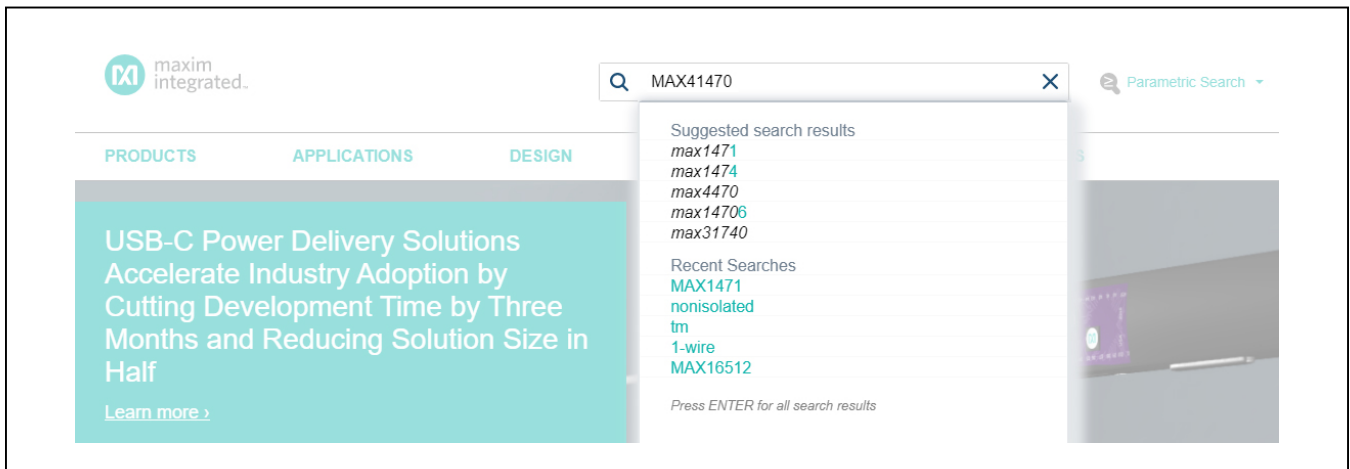 maxim
integrated™
MAX41470
Parametric Search
PRODUCTS
APPLICATIONS
DESIGN
S
Suggested search results
max1471
max1474
max4470
max14706
max31740
Recent Searches
MAX1471
nonisolated
tm
1-wire
MAX16512
Press ENTER for all search results
USB-C Power Delivery Solutions
Accelerate Industry Adoption by
Cutting Development Time by Three
Months and Reducing Solution Size in
Half
Learn more ›